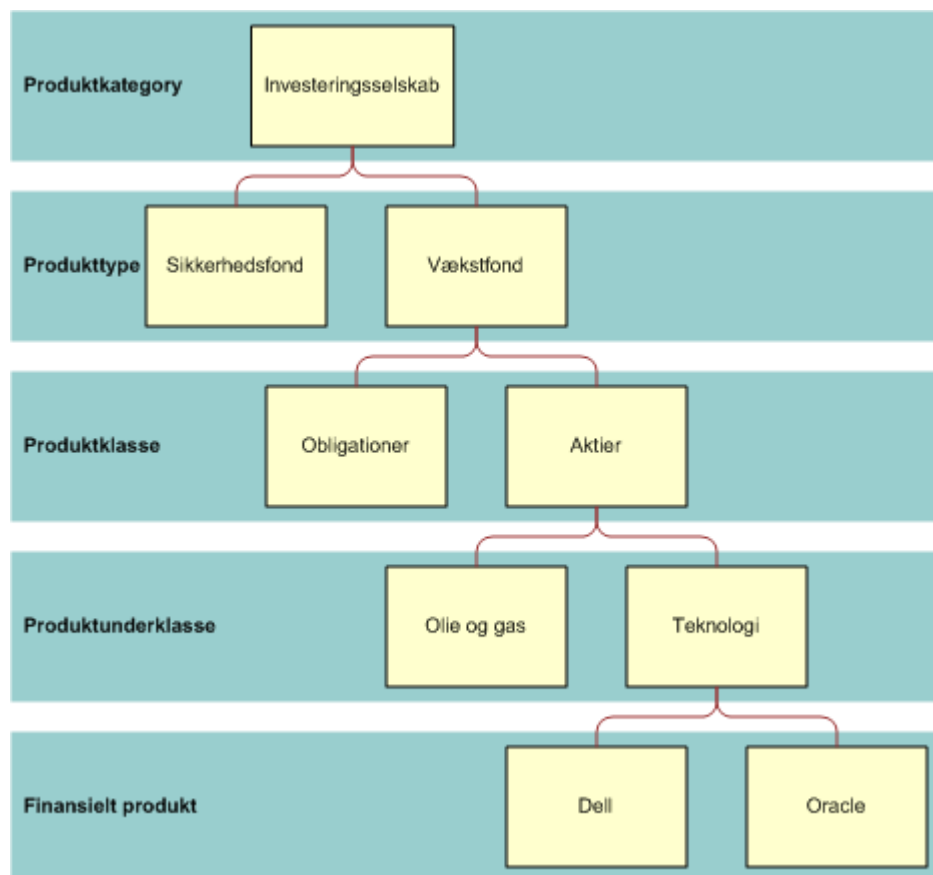 Produktkategory
Investeringsselskab
Produkttype
Sikkerhedsfond
Vækstfond
Produktklasse
Obligationer
Aktier
Produktunderklasse
Olie og gas
Teknologi
Finansielt produkt
Dell
Oracle